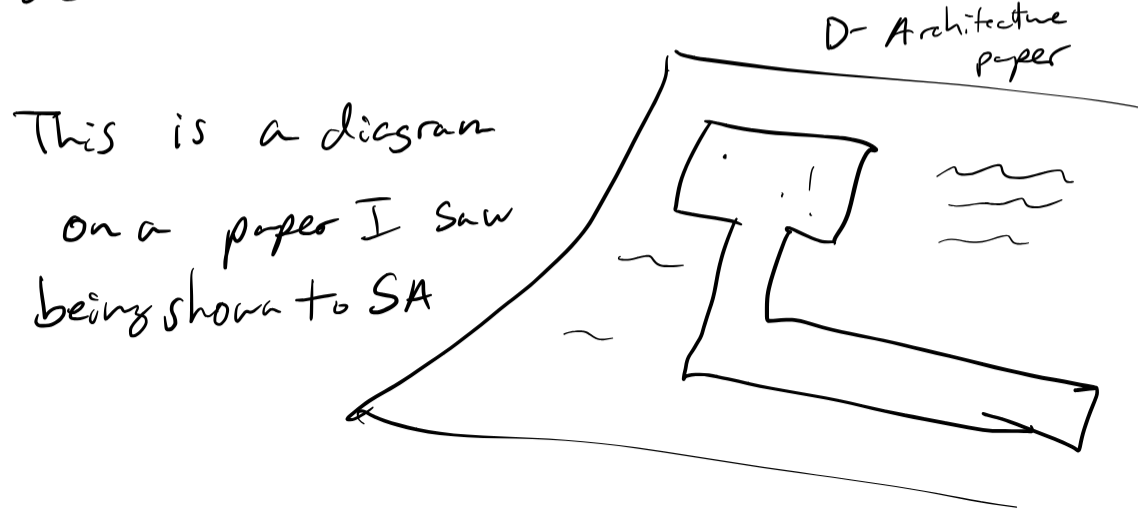 D- Architecture
paper
This is a diagram
on a paper I saw
being shown to SA